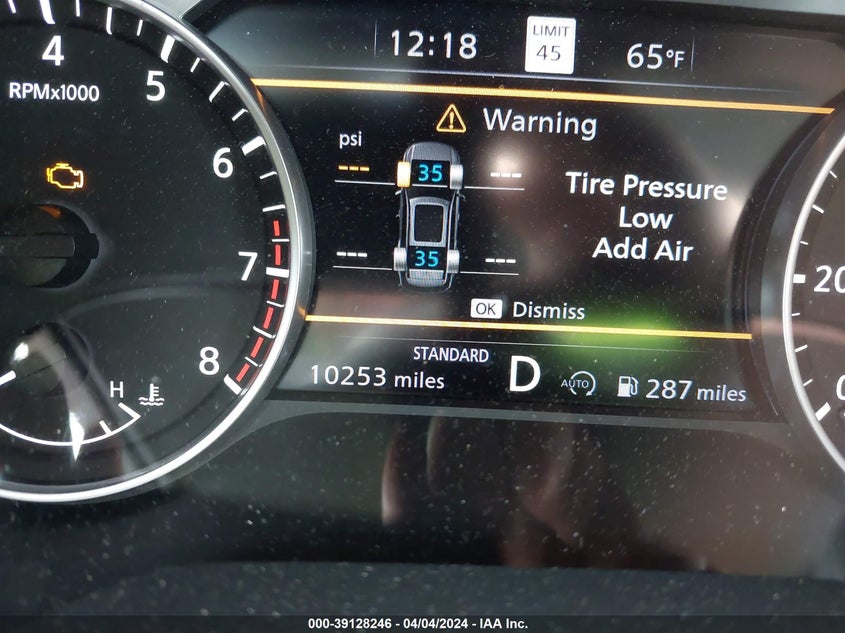 12:18
LIMIT
45
65°F
4
5
RPMx1000
6
7
8
H
Warning
psi
--- 35 ---
--- 35 ---
Tire Pressure
Low
Add Air
OK Dismiss
STANDARD
10253 miles
D
AUTO
287 miles
20
0
000-39128246 - 04/04/2024 - IAA Inc.